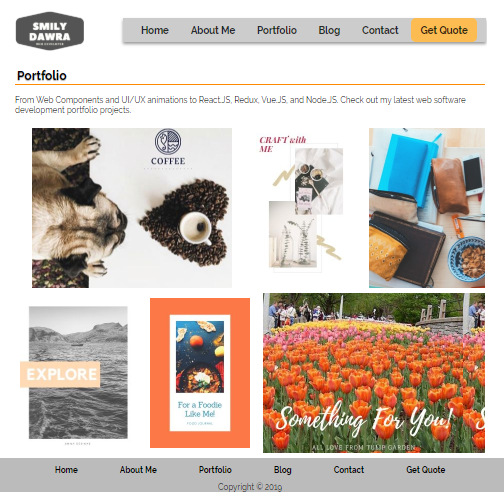 SMILY
DAWRA
WEB DEVELOPER
Home About Me Portfolio Blog Contact Get Quote
Portfolio
From Web Components and UI/UX animations to React.JS, Redux, Vue.JS, and Node.JS. Check out my latest web software
development portfolio projects.
COFFEE
CRAFT with
ME
EXPLORE
For a Foodie
Like Me!
FOOD JOURNAL
Something For You!
S
ALL LOVE FROM TULIP GARDEN
Home About Me Portfolio Blog Contact Get Quote
Copyright © 2019